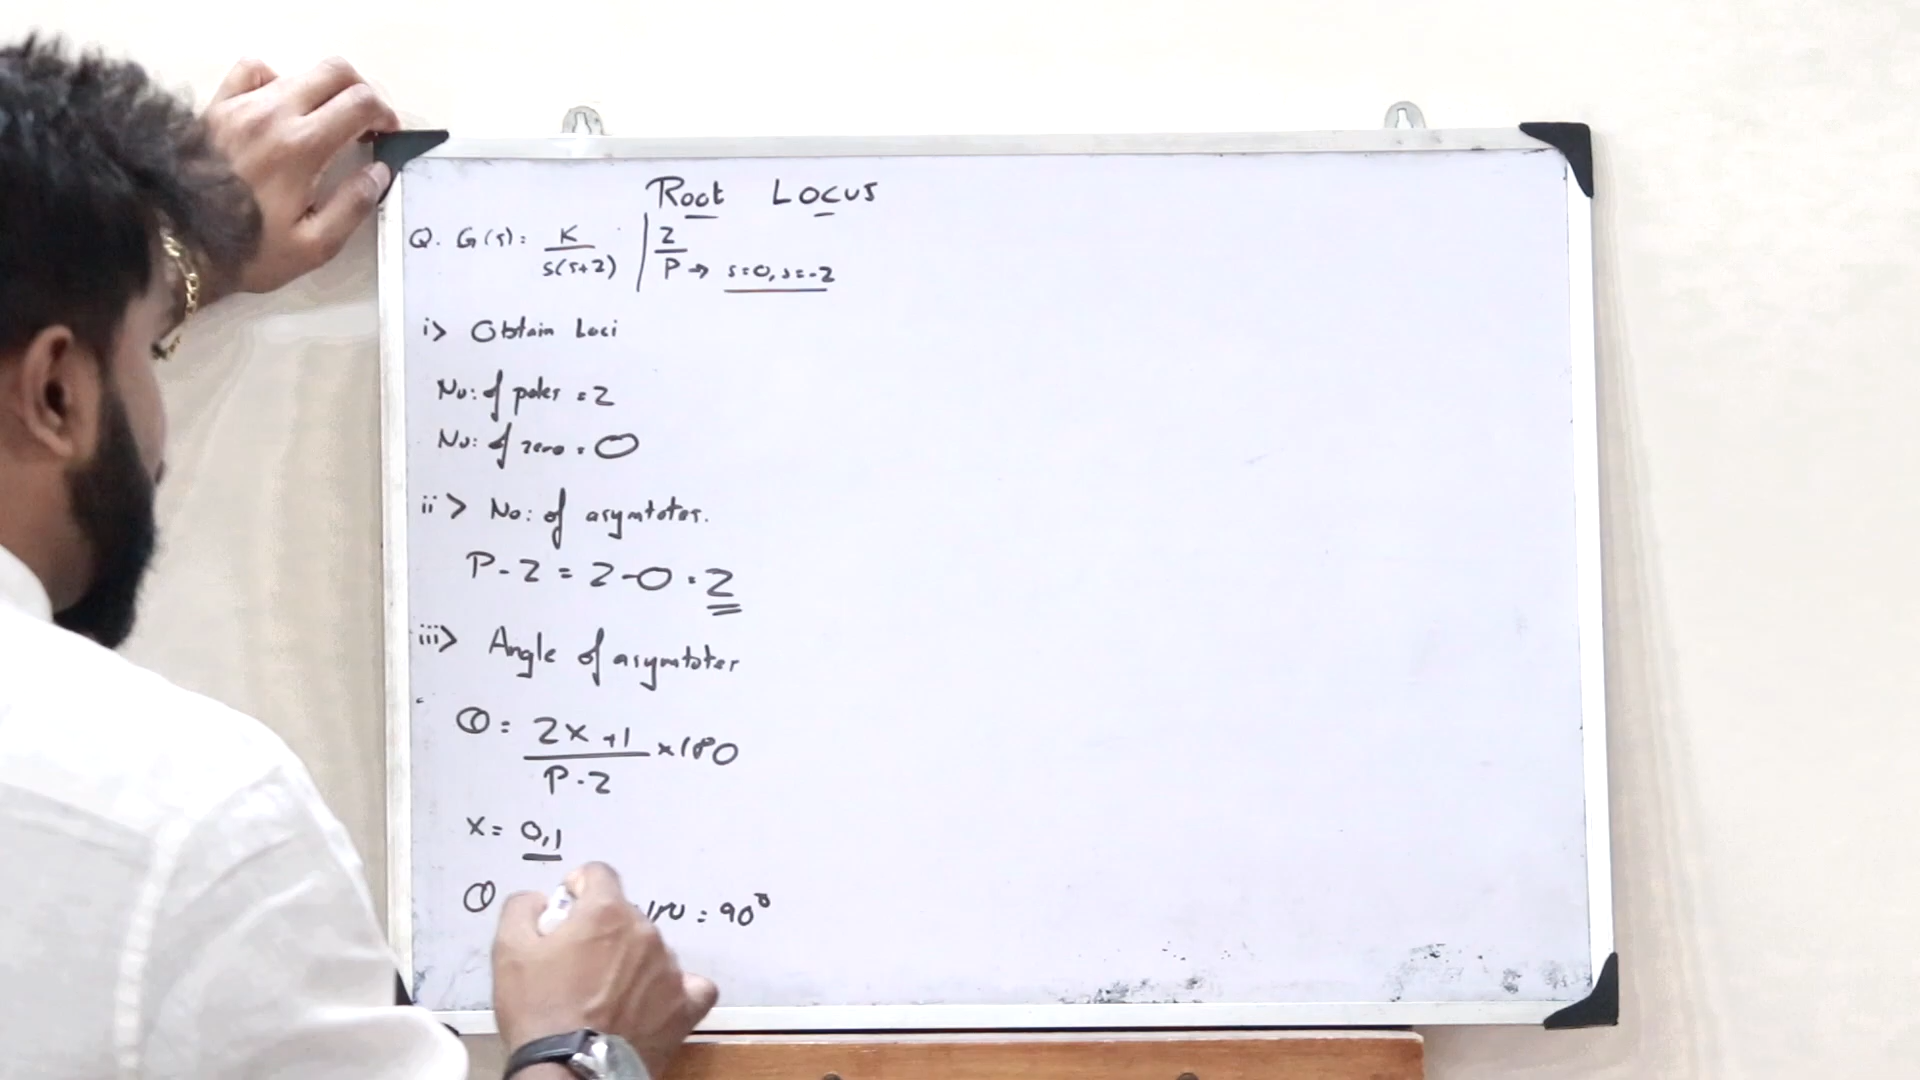 Root Locus
Q. G(s): K / s(s+2) | Z / P → s=0, s=-2
i> Obtain Loci
No: of poles = 2
No: of zero = 0
ii> No: of asymtotes.
P-Z = 2-0 = 2
iii> Angle of asymtotes
θ = 2x+1 / P-Z × 180
x = 0,1
θ 180 = 90°